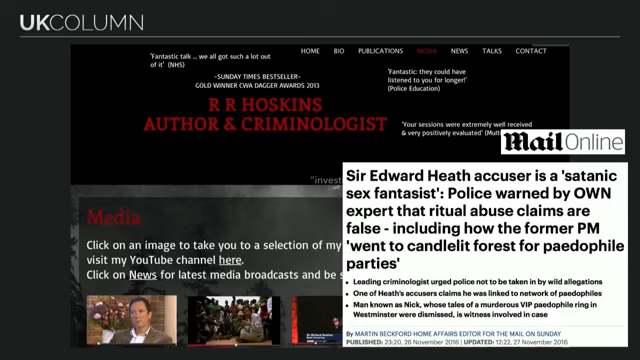 UKCOLUMN
HOME BIO PUBLICATIONS MEDIA NEWS TALKS CONTACT
'Fantastic talk ... we all got such a lot out
of it' (NHS)
-SUNDAY TIMES BESTSELLER-
GOLD WINNER CWA DAGGER AWARDS 2013
'Fantastic: they could have
listened to you for longer!'
(Police Education)
R R HOSKINS
AUTHOR & CRIMINOLOGIST
'Your sessions were extremely well received
& very positively evaluated'
"invest
Media
Click on an image to take you to a selection of my
visit my YouTube channel here.
Click on News for latest media broadcasts and be
Mail Online
Sir Edward Heath accuser is a 'satanic
sex fantasist': Police warned by OWN
expert that ritual abuse claims are
false - including how the former PM
'went to candlelit forest for paedophile
parties'
• Leading criminologist urged police not to be taken in by wild allegations
• One of Heath's accusers claims he was linked to network of paedophiles
• Man known as Nick, whose tales of a murderous VIP paedophile ring in
Westminster were dismissed, is witness involved in case
By MARTIN BECKFORD HOME AFFAIRS EDITOR FOR THE MAIL ON SUNDAY
PUBLISHED: 23:20, 26 November 2016 | UPDATED: 12:22, 27 November 2016